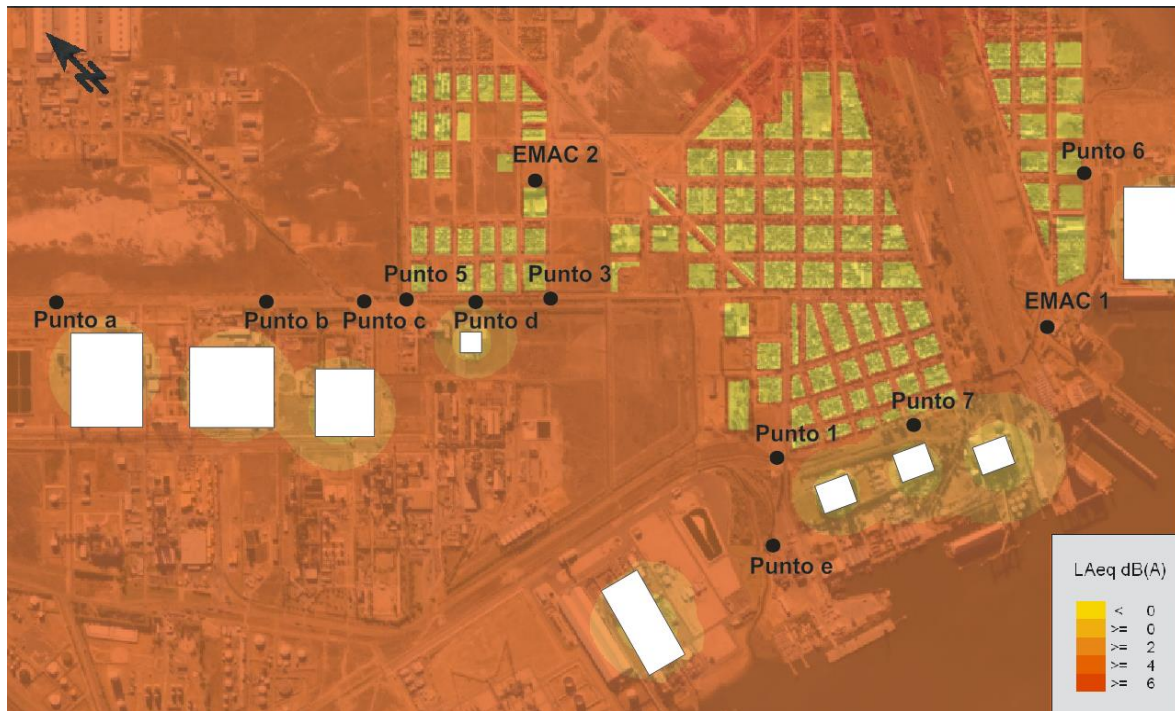 EMAC 2
Punto 6
Punto 5
Punto 3
Punto a
Punto b
Punto c
Punto d
EMAC 1
Punto 7
Punto 1
Punto e
LAeq dB(A)
< 0
>= 0
>= 2
>= 4
>= 6